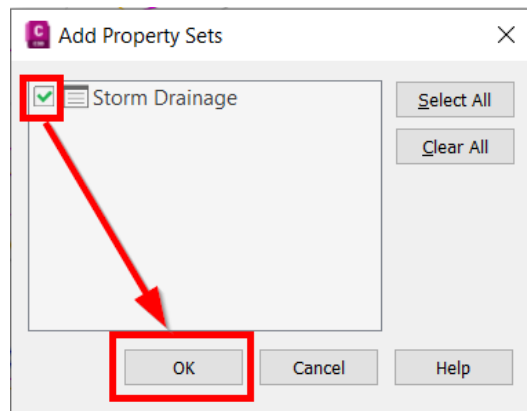 Add Property Sets
Storm Drainage
Select All
Clear All
OK
Cancel
Help